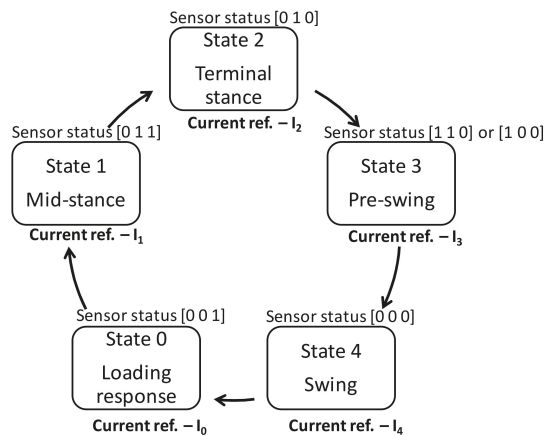 Sensor status [0 1 0]
State 2
Terminal
stance
Current ref. – I₂
Sensor status [0 1 1]
State 1
Mid-stance
Current ref. – I₁
Sensor status [1 1 0] or [1 0 0]
State 3
Pre-swing
Current ref. – I₃
Sensor status [0 0 1]
State 0
Loading
response
Current ref. – I₀
Sensor status [0 0 0]
State 4
Swing
Current ref. – I₄